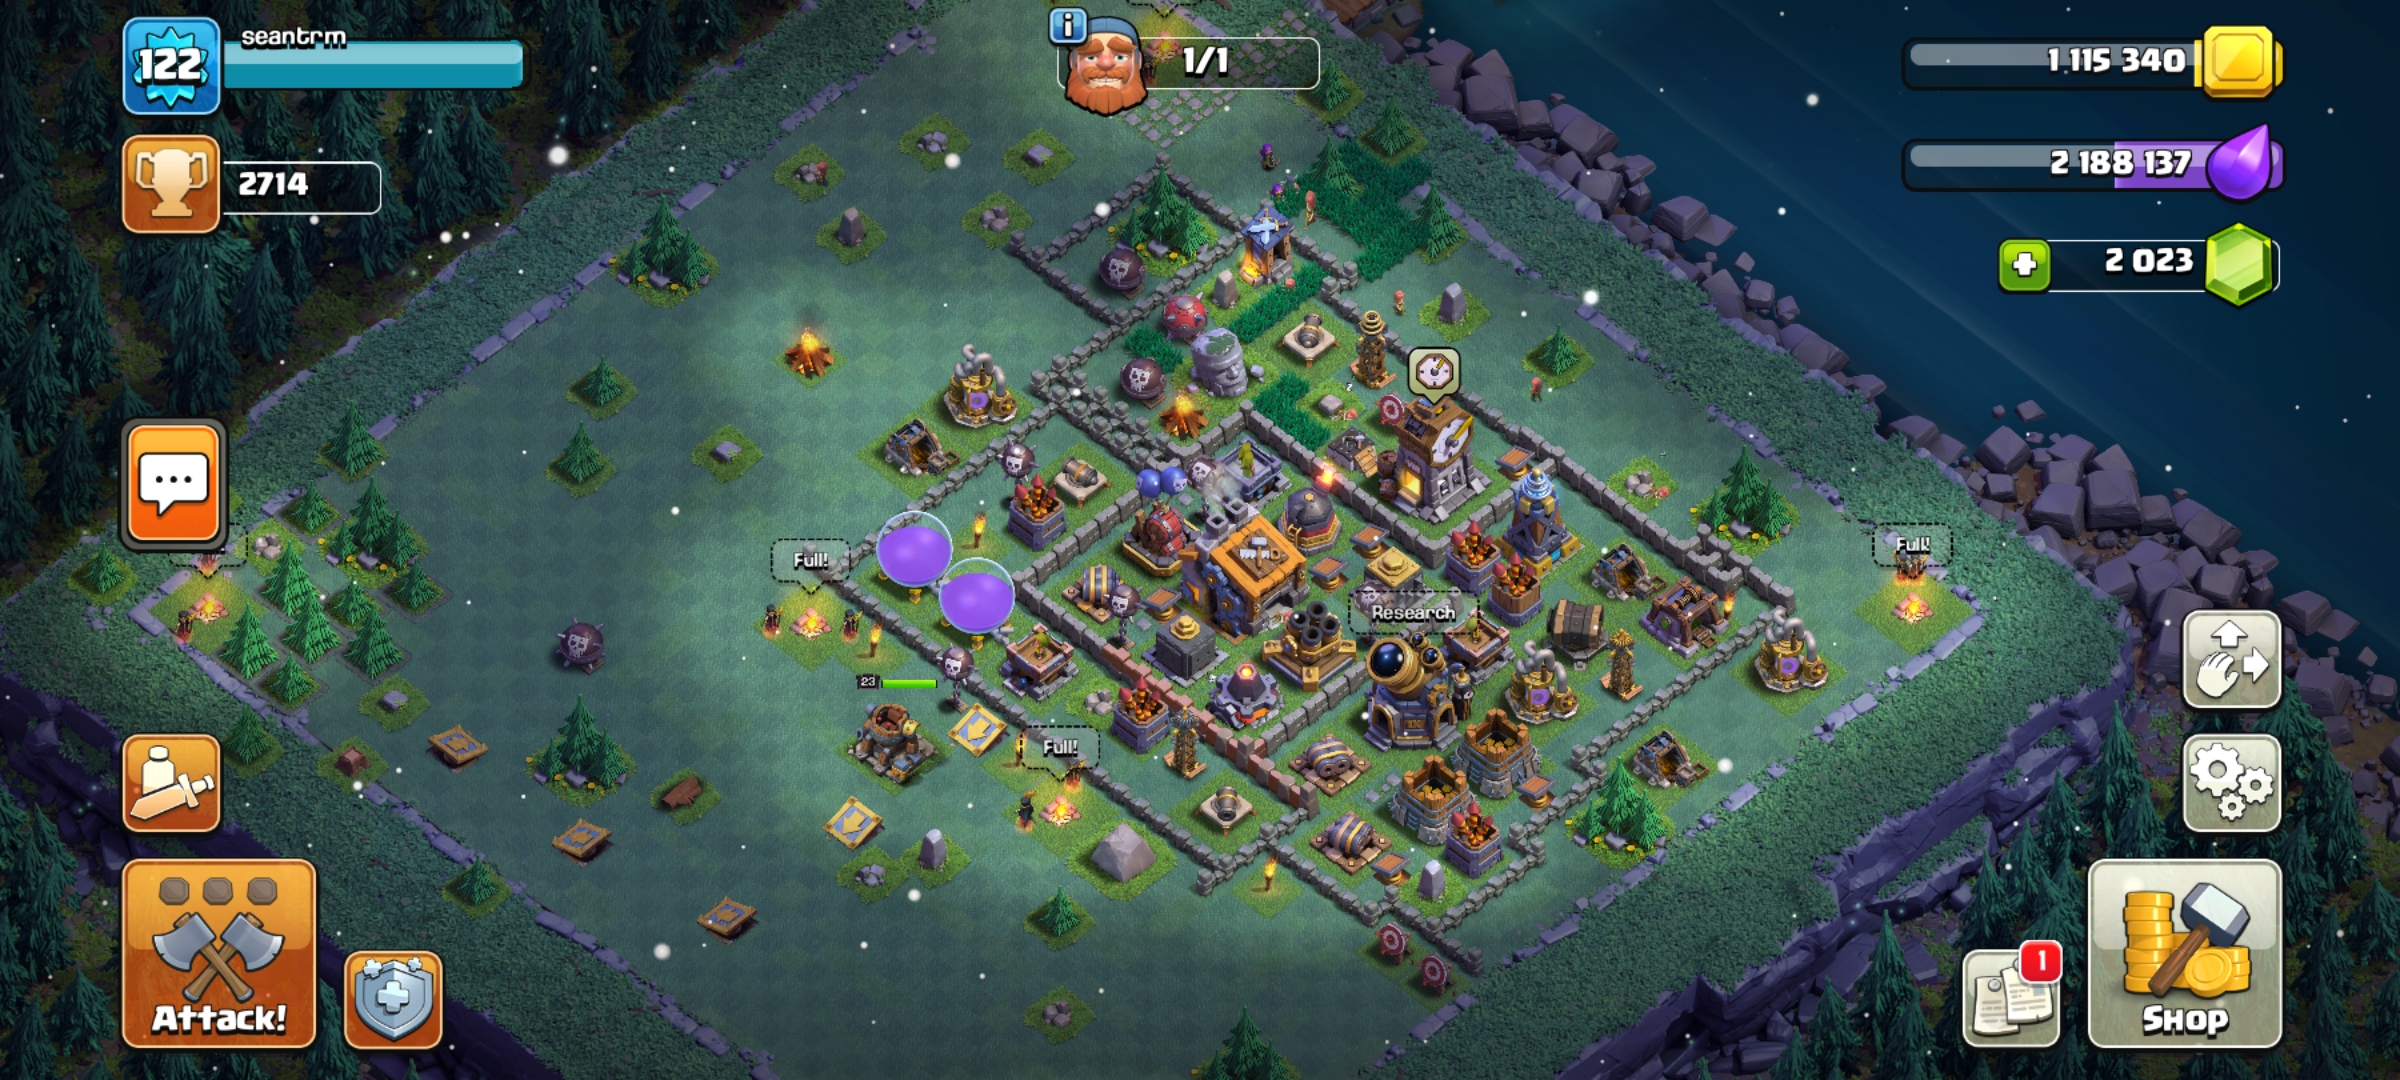 122
seantrm
1/1
1 115 340
2714
2 188 137
2 023
Full!
Full!
Research
23
Full!
1
Attack!
Shop